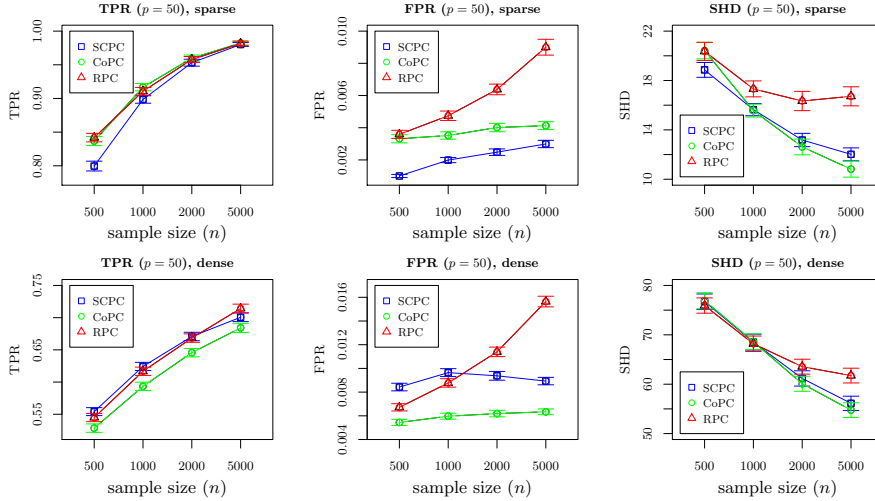 TPR (p = 50), sparse
TPR
1.00
0.90
0.80
SCPC
CoPC
RPC
500
1000
2000
5000
sample size (n)
FPR (p = 50), sparse
FPR
0.010
0.006
0.002
SCPC
CoPC
RPC
500
1000
2000
5000
sample size (n)
SHD (p = 50), sparse
SHD
22
18
14
10
SCPC
CoPC
RPC
500
1000
2000
5000
sample size (n)
TPR (p = 50), dense
TPR
0.75
0.65
0.55
SCPC
CoPC
RPC
500
1000
2000
5000
sample size (n)
FPR (p = 50), dense
FPR
0.016
0.012
0.008
0.004
SCPC
CoPC
RPC
500
1000
2000
5000
sample size (n)
SHD (p = 50), dense
SHD
80
70
60
50
SCPC
CoPC
RPC
500
1000
2000
5000
sample size (n)